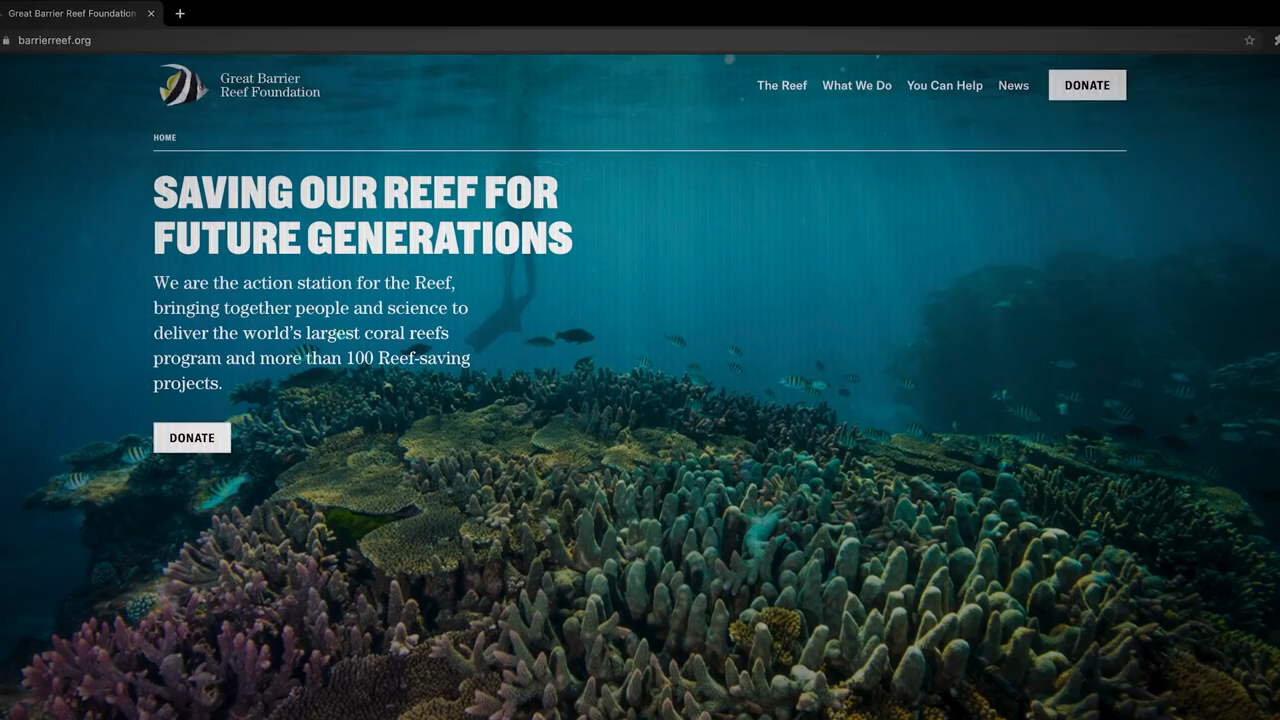 Great Barrier Reef Foundation
barrierreef.org
Great Barrier
Reef Foundation
The Reef
What We Do
You Can Help
News
DONATE
HOME
SAVING OUR REEF FOR
FUTURE GENERATIONS
We are the action station for the Reef,
bringing together people and science to
deliver the world’s largest coral reefs
program and more than 100 Reef-saving
projects.
DONATE